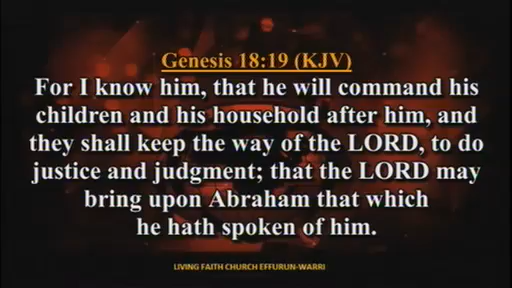 Genesis 18:19 (KJV)
For I know him, that he will command his
children and his household after him, and
they shall keep the way of the LORD, to do
justice and judgment; that the LORD may
bring upon Abraham that which
he hath spoken of him.
LIVING FAITH CHURCH EFFURUN-WARRI